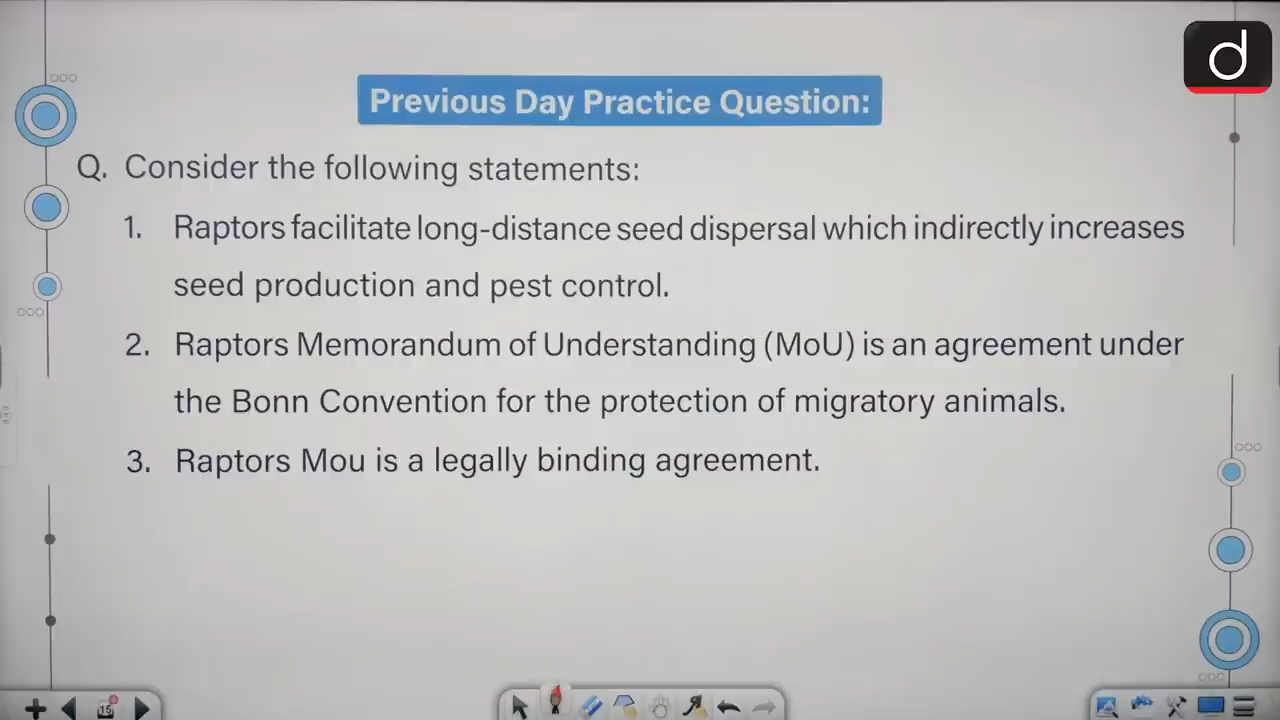 d
Previous Day Practice Question:
Q. Consider the following statements:
1. Raptors facilitate long-distance seed dispersal which indirectly increases
seed production and pest control.
2. Raptors Memorandum of Understanding (MoU) is an agreement under
the Bonn Convention for the protection of migratory animals.
3. Raptors Mou is a legally binding agreement.
15